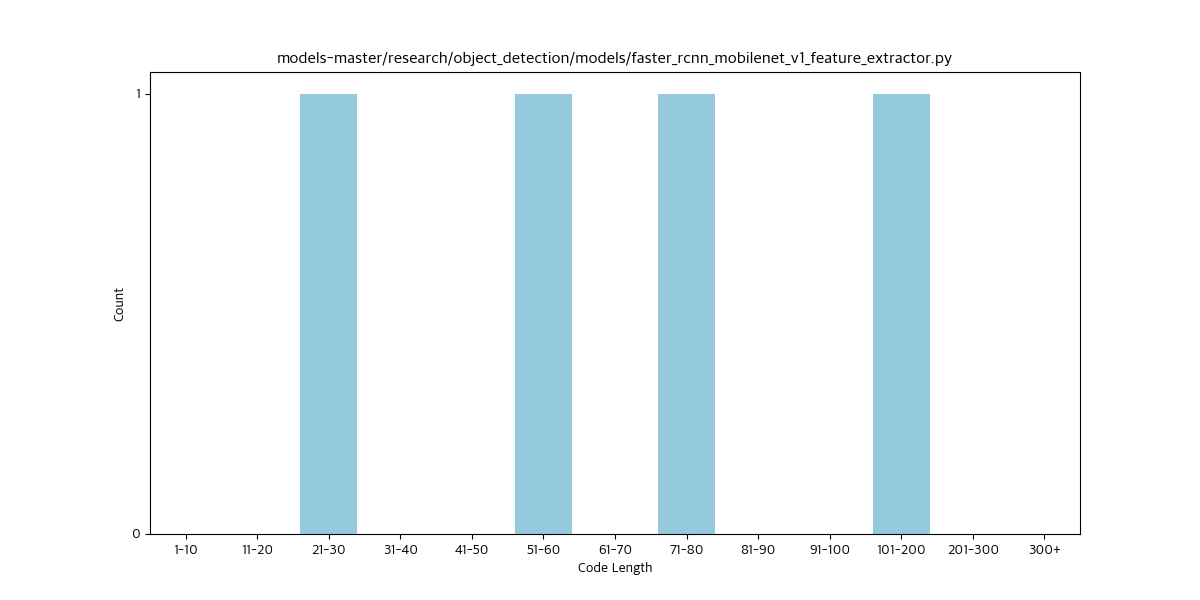 models-master/research/object_detection/models/faster_rcnn_mobilenet_v1_feature_extractor.py
Count
1
0
1-10 11-20 21-30 31-40 41-50 51-60 61-70 71-80 81-90 91-100 101-200 201-300 300+
Code Length